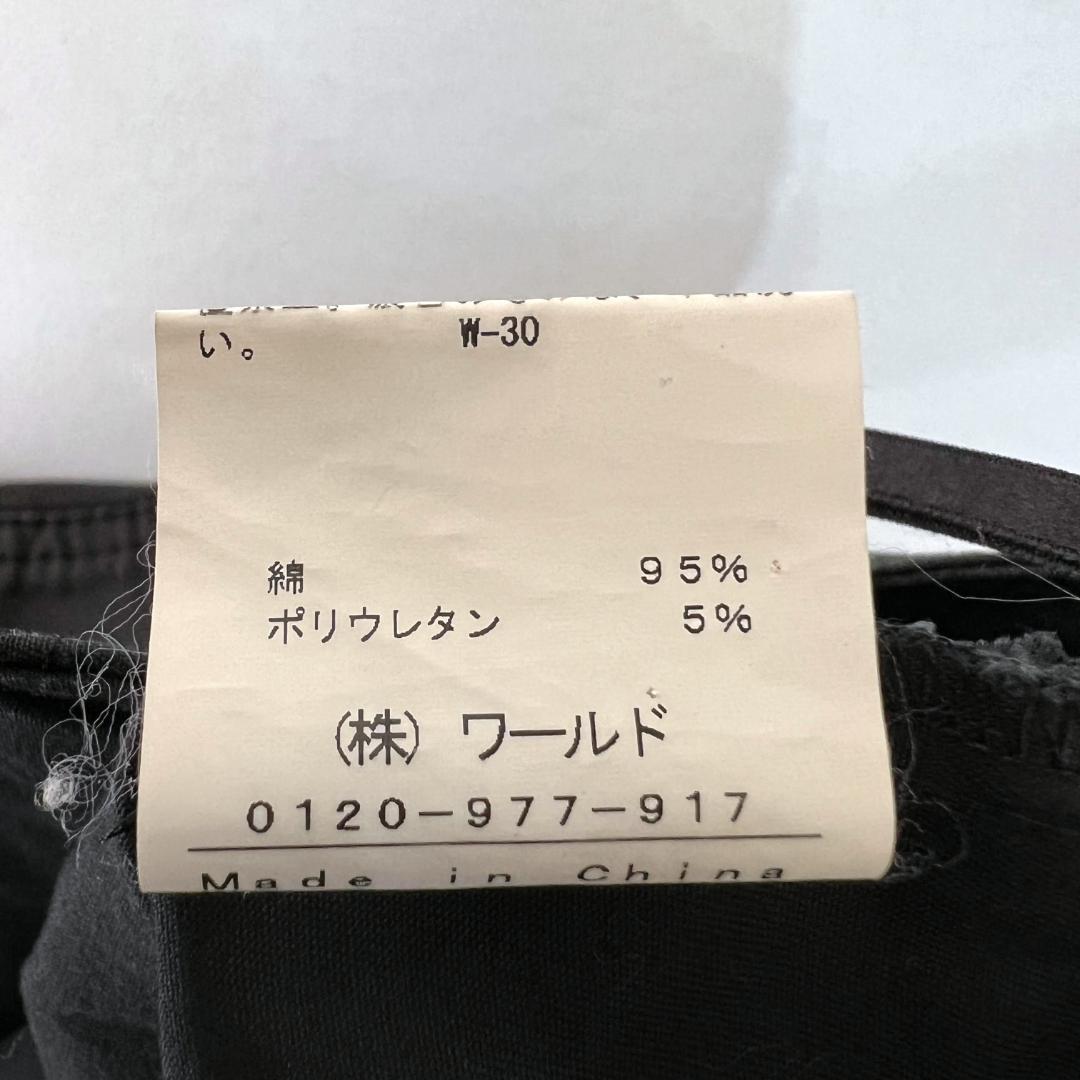 い。 W-30
綿 95%
ポリウレタン 5%
(株) ワールド
0120-977-917
Made in China